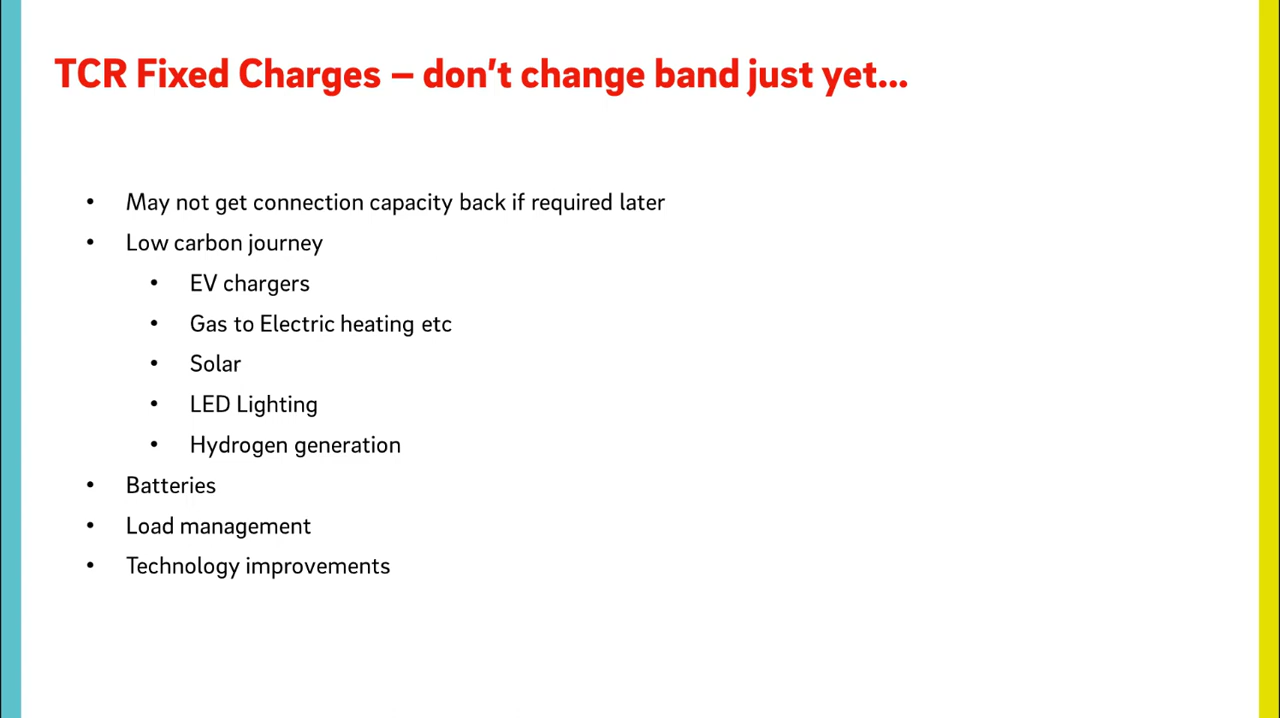 TCR Fixed Charges – don't change band just yet...
• May not get connection capacity back if required later
• Low carbon journey
• EV chargers
• Gas to Electric heating etc
• Solar
• LED Lighting
• Hydrogen generation
• Batteries
• Load management
• Technology improvements